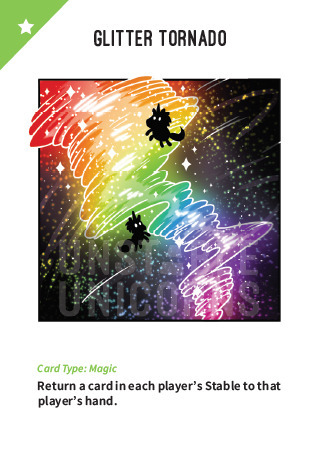 GLITTER TORNADO
UNSTABLE
UNICORNS
Card Type: Magic
Return a card in each player's Stable to that
player's hand.